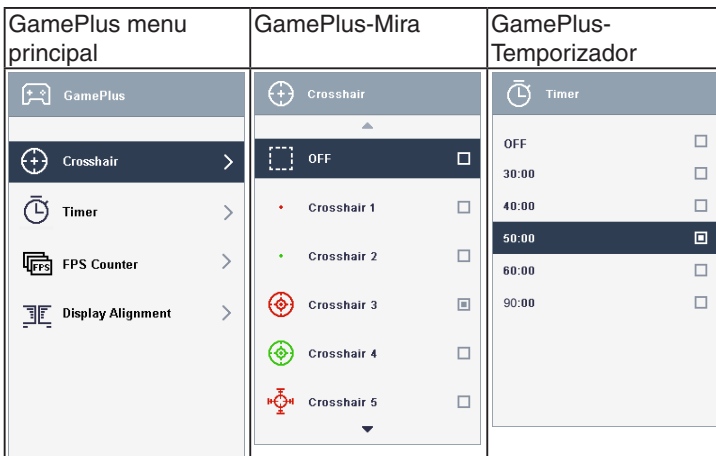 GamePlus menu
principal
GamePlus-Mira
GamePlus-
Temporizador
GamePlus
Crosshair
Timer
FPS
FPS Counter
Display Alignment
Crosshair
OFF
Crosshair 1
Crosshair 2
Crosshair 3
Crosshair 4
Crosshair 5
Timer
OFF
30:00
40:00
50:00
60:00
90:00